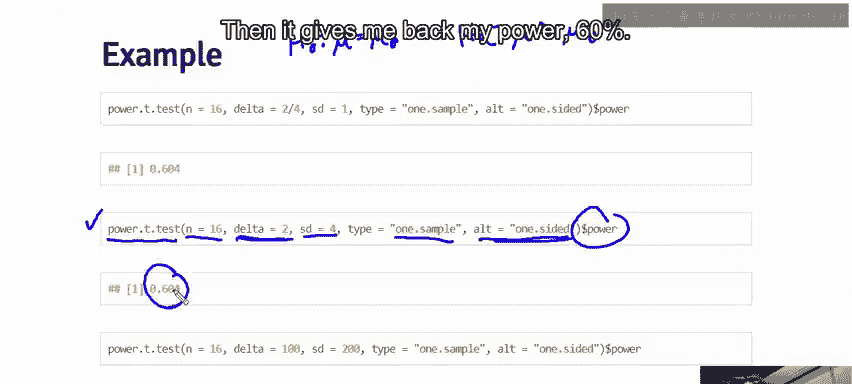 Then it gives me back my power, 60%.
Example
power.t.test(n = 16, delta = 2/4, sd = 1, type = "one.sample", alt = "one.sided")$power
## [1] 0.604
power.t.test(n = 16, delta = 2, sd = 4, type = "one.sample", alt = "one.sided")$power
## [1] 0.604
power.t.test(n = 16, delta = 100, sd = 200, type = "one.sample", alt = "one.sided")$power